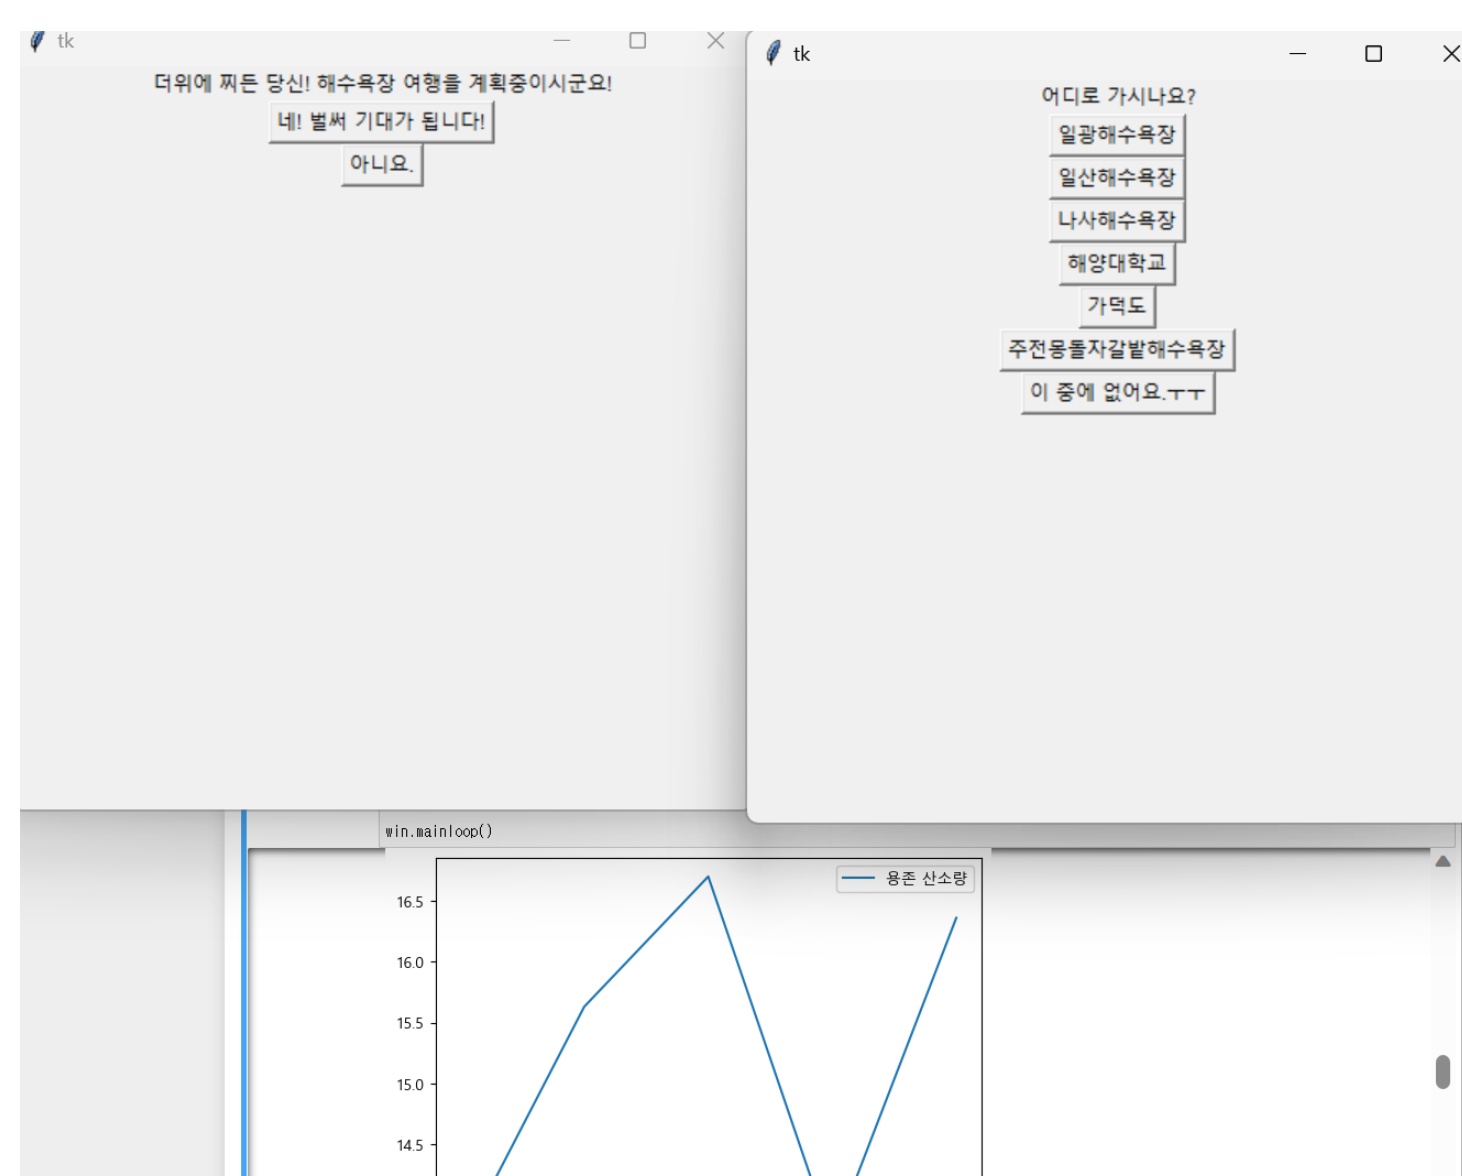 tk
더위에 찌든 당신! 해수욕장 여행을 계획중이시군요!
네! 벌써 기대가 됩니다!
아니요.
tk
어디로 가시나요?
일광해수욕장
일산해수욕장
나사해수욕장
해양대학교
가덕도
주전몽돌자갈밭해수욕장
이 중에 없어요.ㅜㅜ
win.mainloop()
용존 산소량
16.5
16.0
15.5
15.0
14.5